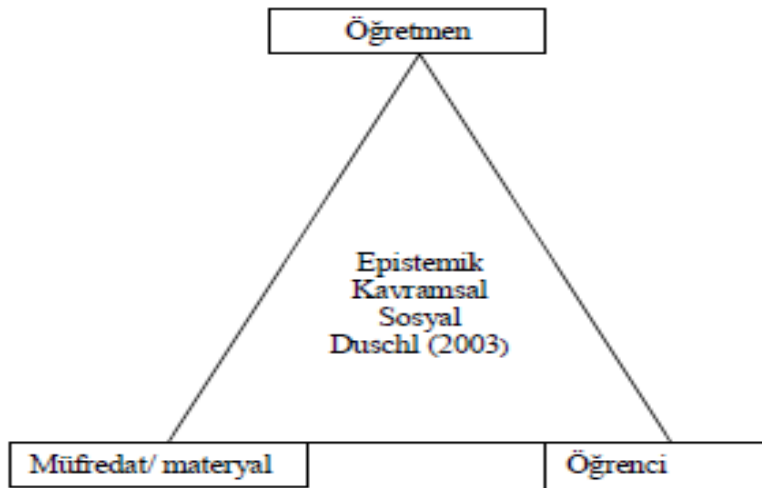 Öğretmen
Epistemik
Kavramsal
Sosyal
Duschl (2003)
Müfredat/ materyal
Öğrenci